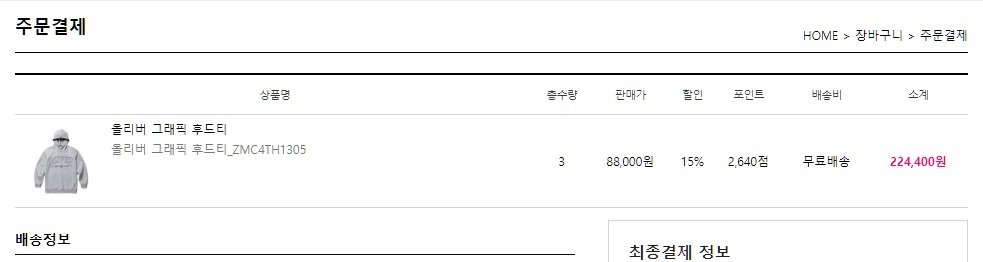 주문결제
HOME > 장바구니 > 주문결제
상품명 총수량 판매가 할인 포인트 배송비 소계
올리버 그래픽 후드티
올리버 그래픽 후드티_ZMC4TH1305
3 88,000원 15% 2,640점 무료배송 224,400원
배송정보
최종결제 정보